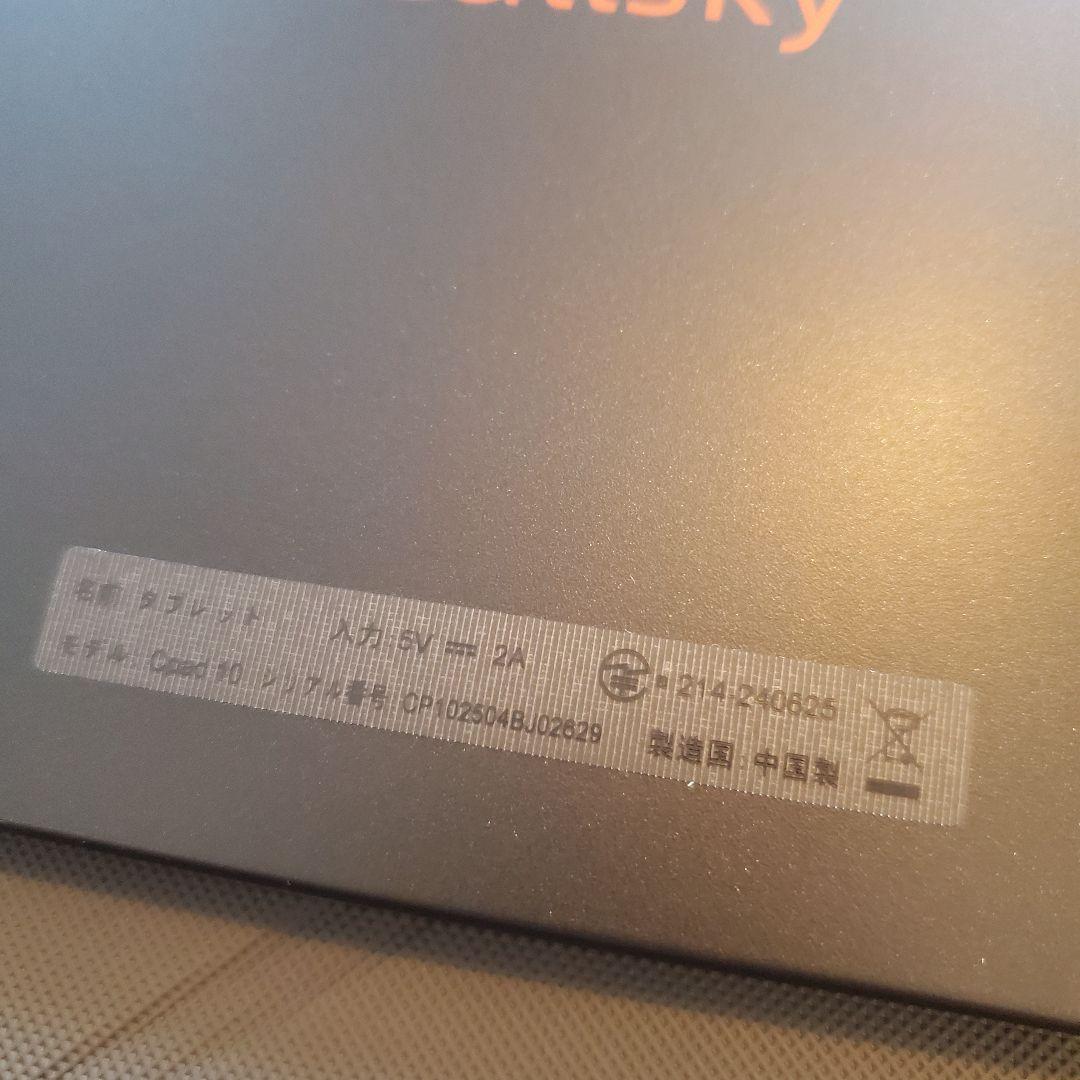 名前 タブレット 入力:5V 2A 214-240625
モデル: Cpad 10 シリアル番号:CP102504BJ02629 製造国:中国製